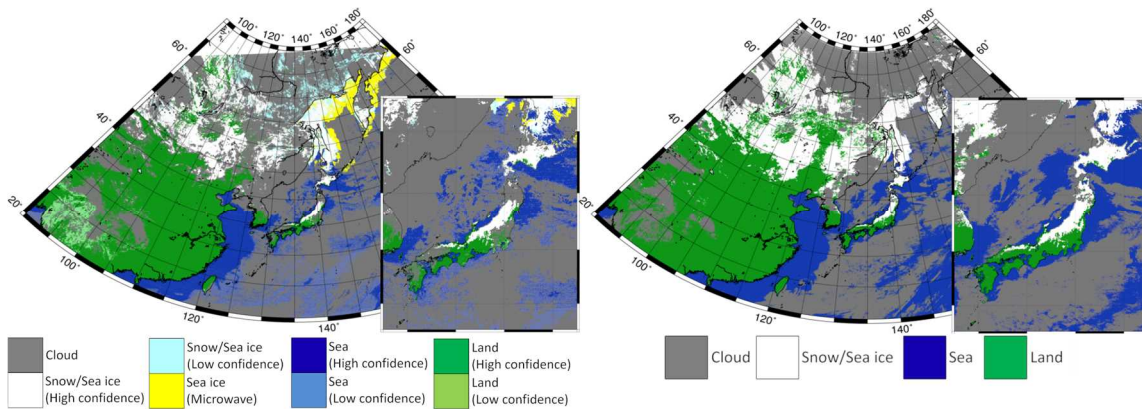 100° 120° 140° 160° 180°
60° 60°
40°
20°
100°
120°
140°
Cloud
Snow/Sea ice
(High confidence)
Snow/Sea ice
(Low confidence)
Sea ice
(Microwave)
Sea
(High confidence)
Sea
(Low confidence)
Land
(High confidence)
Land
(Low confidence)
100° 120° 140° 160° 180°
60° 60°
40°
20°
100°
120°
140°
Cloud Snow/Sea ice Sea Land